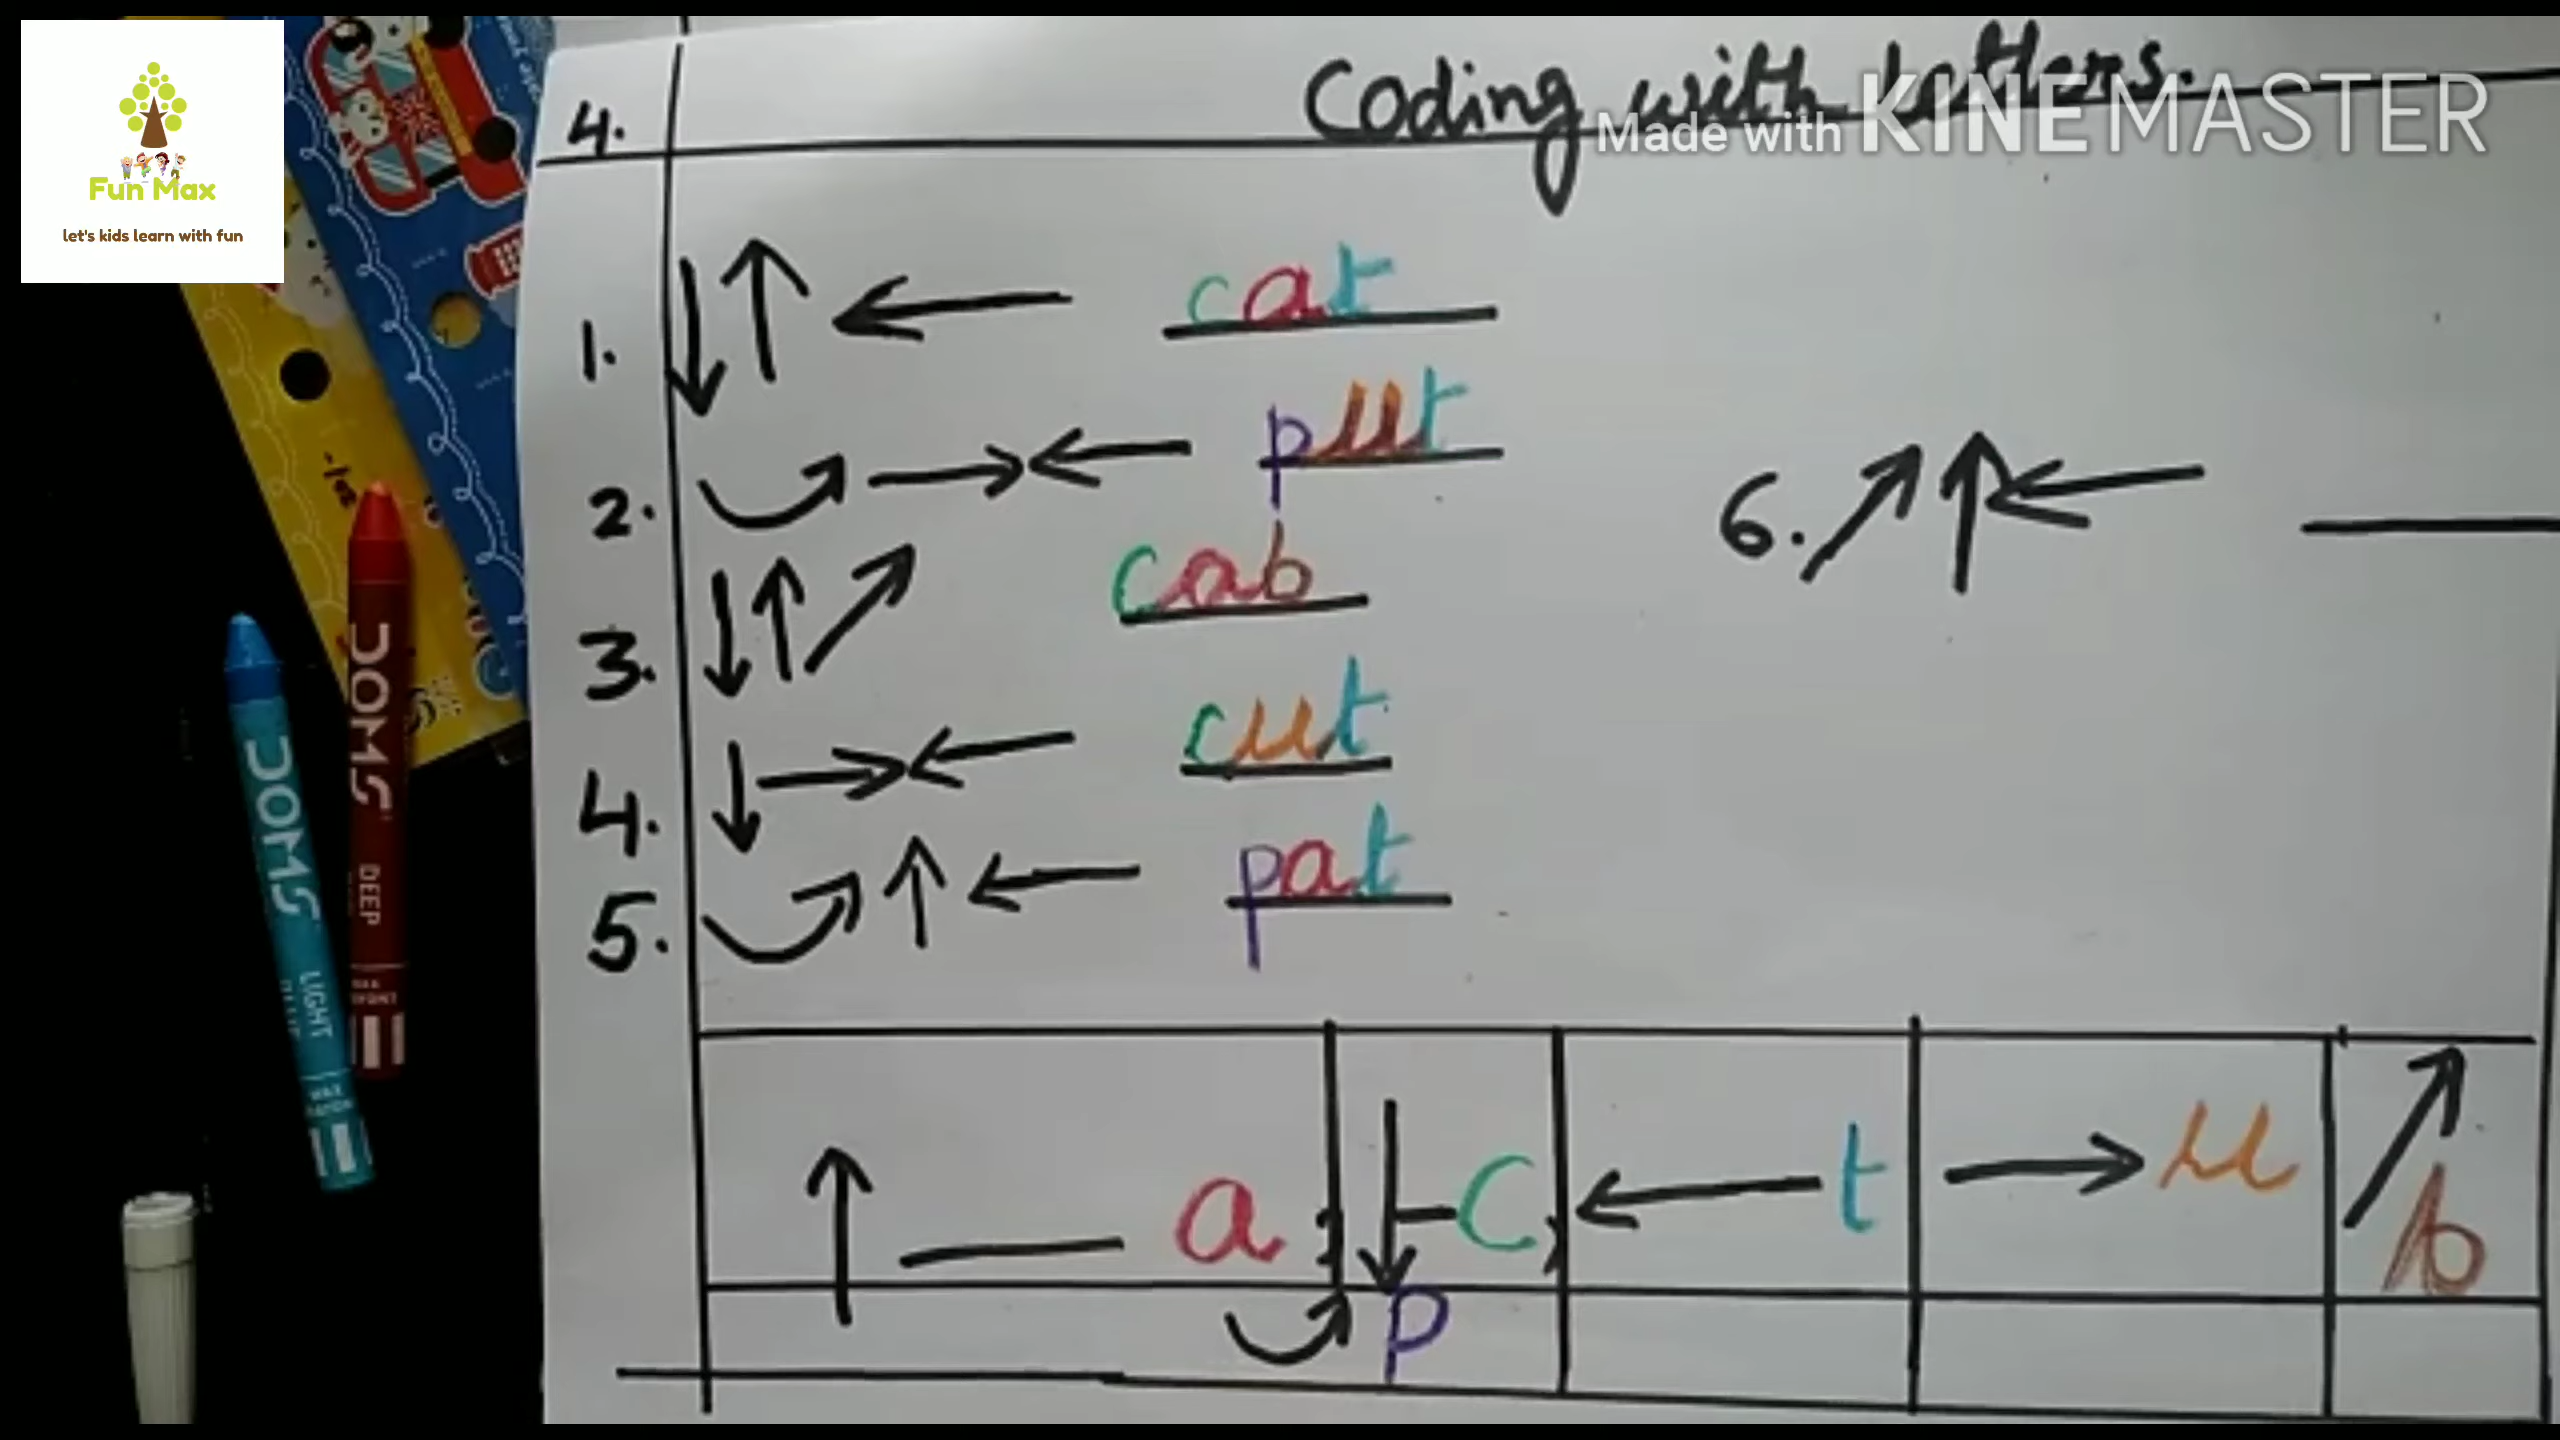 Fun Max
let's kids learn with fun
4.
Coding with Letters.
Made with KINEMASTER
1. ↓ ↑ ← cat
2. → ← put
3. ↓ ↑ ↗ cab
4. ↓ → ← cut
5. ↑ ← pat
6. ↗ ↑ ←
↑ — a
↓ - c
← t
→ u
↗ b
p
DOMS
DEEP
DOMS
LIGHT